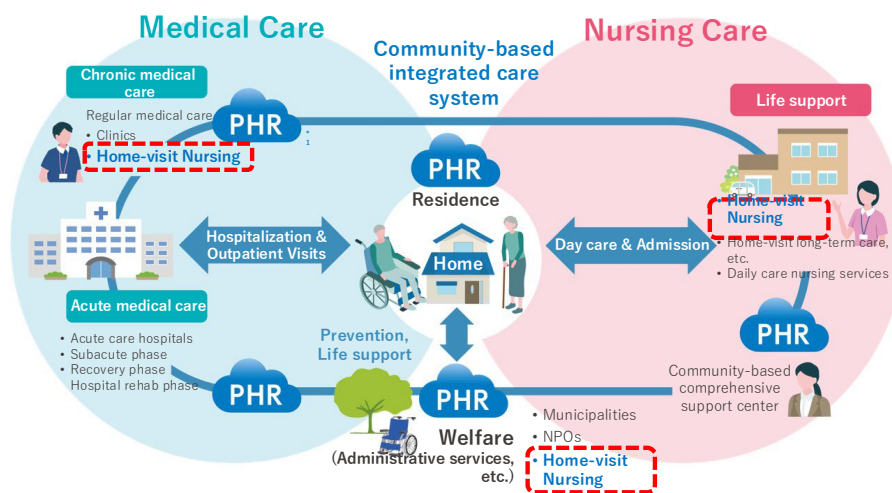 Medical Care
Nursing Care
Community-based
integrated care
system
Chronic medical
care
Regular medical care
• Clinics
• Home-visit Nursing
PHR
*
1
PHR
Residence
Life support
• Home-visit
Nursing
• Home-visit long-term care,
etc.
• Daily care nursing services
Hospitalization &
Outpatient Visits
Home
Day care & Admission
Acute medical care
• Acute care hospitals
• Subacute phase
• Recovery phase
Hospital rehab phase
Prevention,
Life support
PHR
PHR
PHR
Community-based
comprehensive
support center
Welfare
(Administrative services,
etc.)
• Municipalities
• NPOs
• Home-visit
Nursing